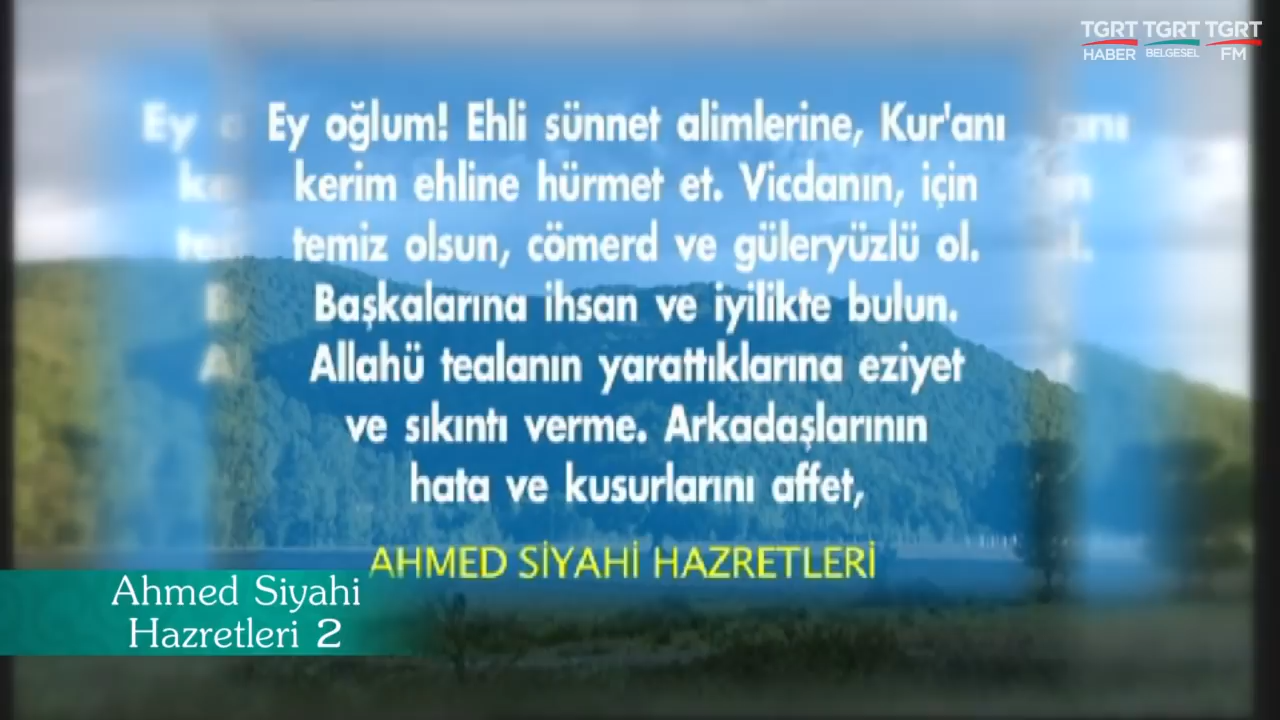 TGRT TGRT TGRT
HABER BELGESEL FM
Ey oğlum! Ehli sünnet alimlerine, Kur'anı
kerim ehline hürmet et. Vicdanın, için
temiz olsun, cömerd ve güleryüzlü ol.
Başkalarına ihsan ve iyilikte bulun.
Allahü tealanın yarattıklarına eziyet
ve sıkıntı verme. Arkadaşlarının
hata ve kusurlarını affet,
AHMED SİYAHİ HAZRETLERİ
Ahmed Siyahi
Hazretleri 2